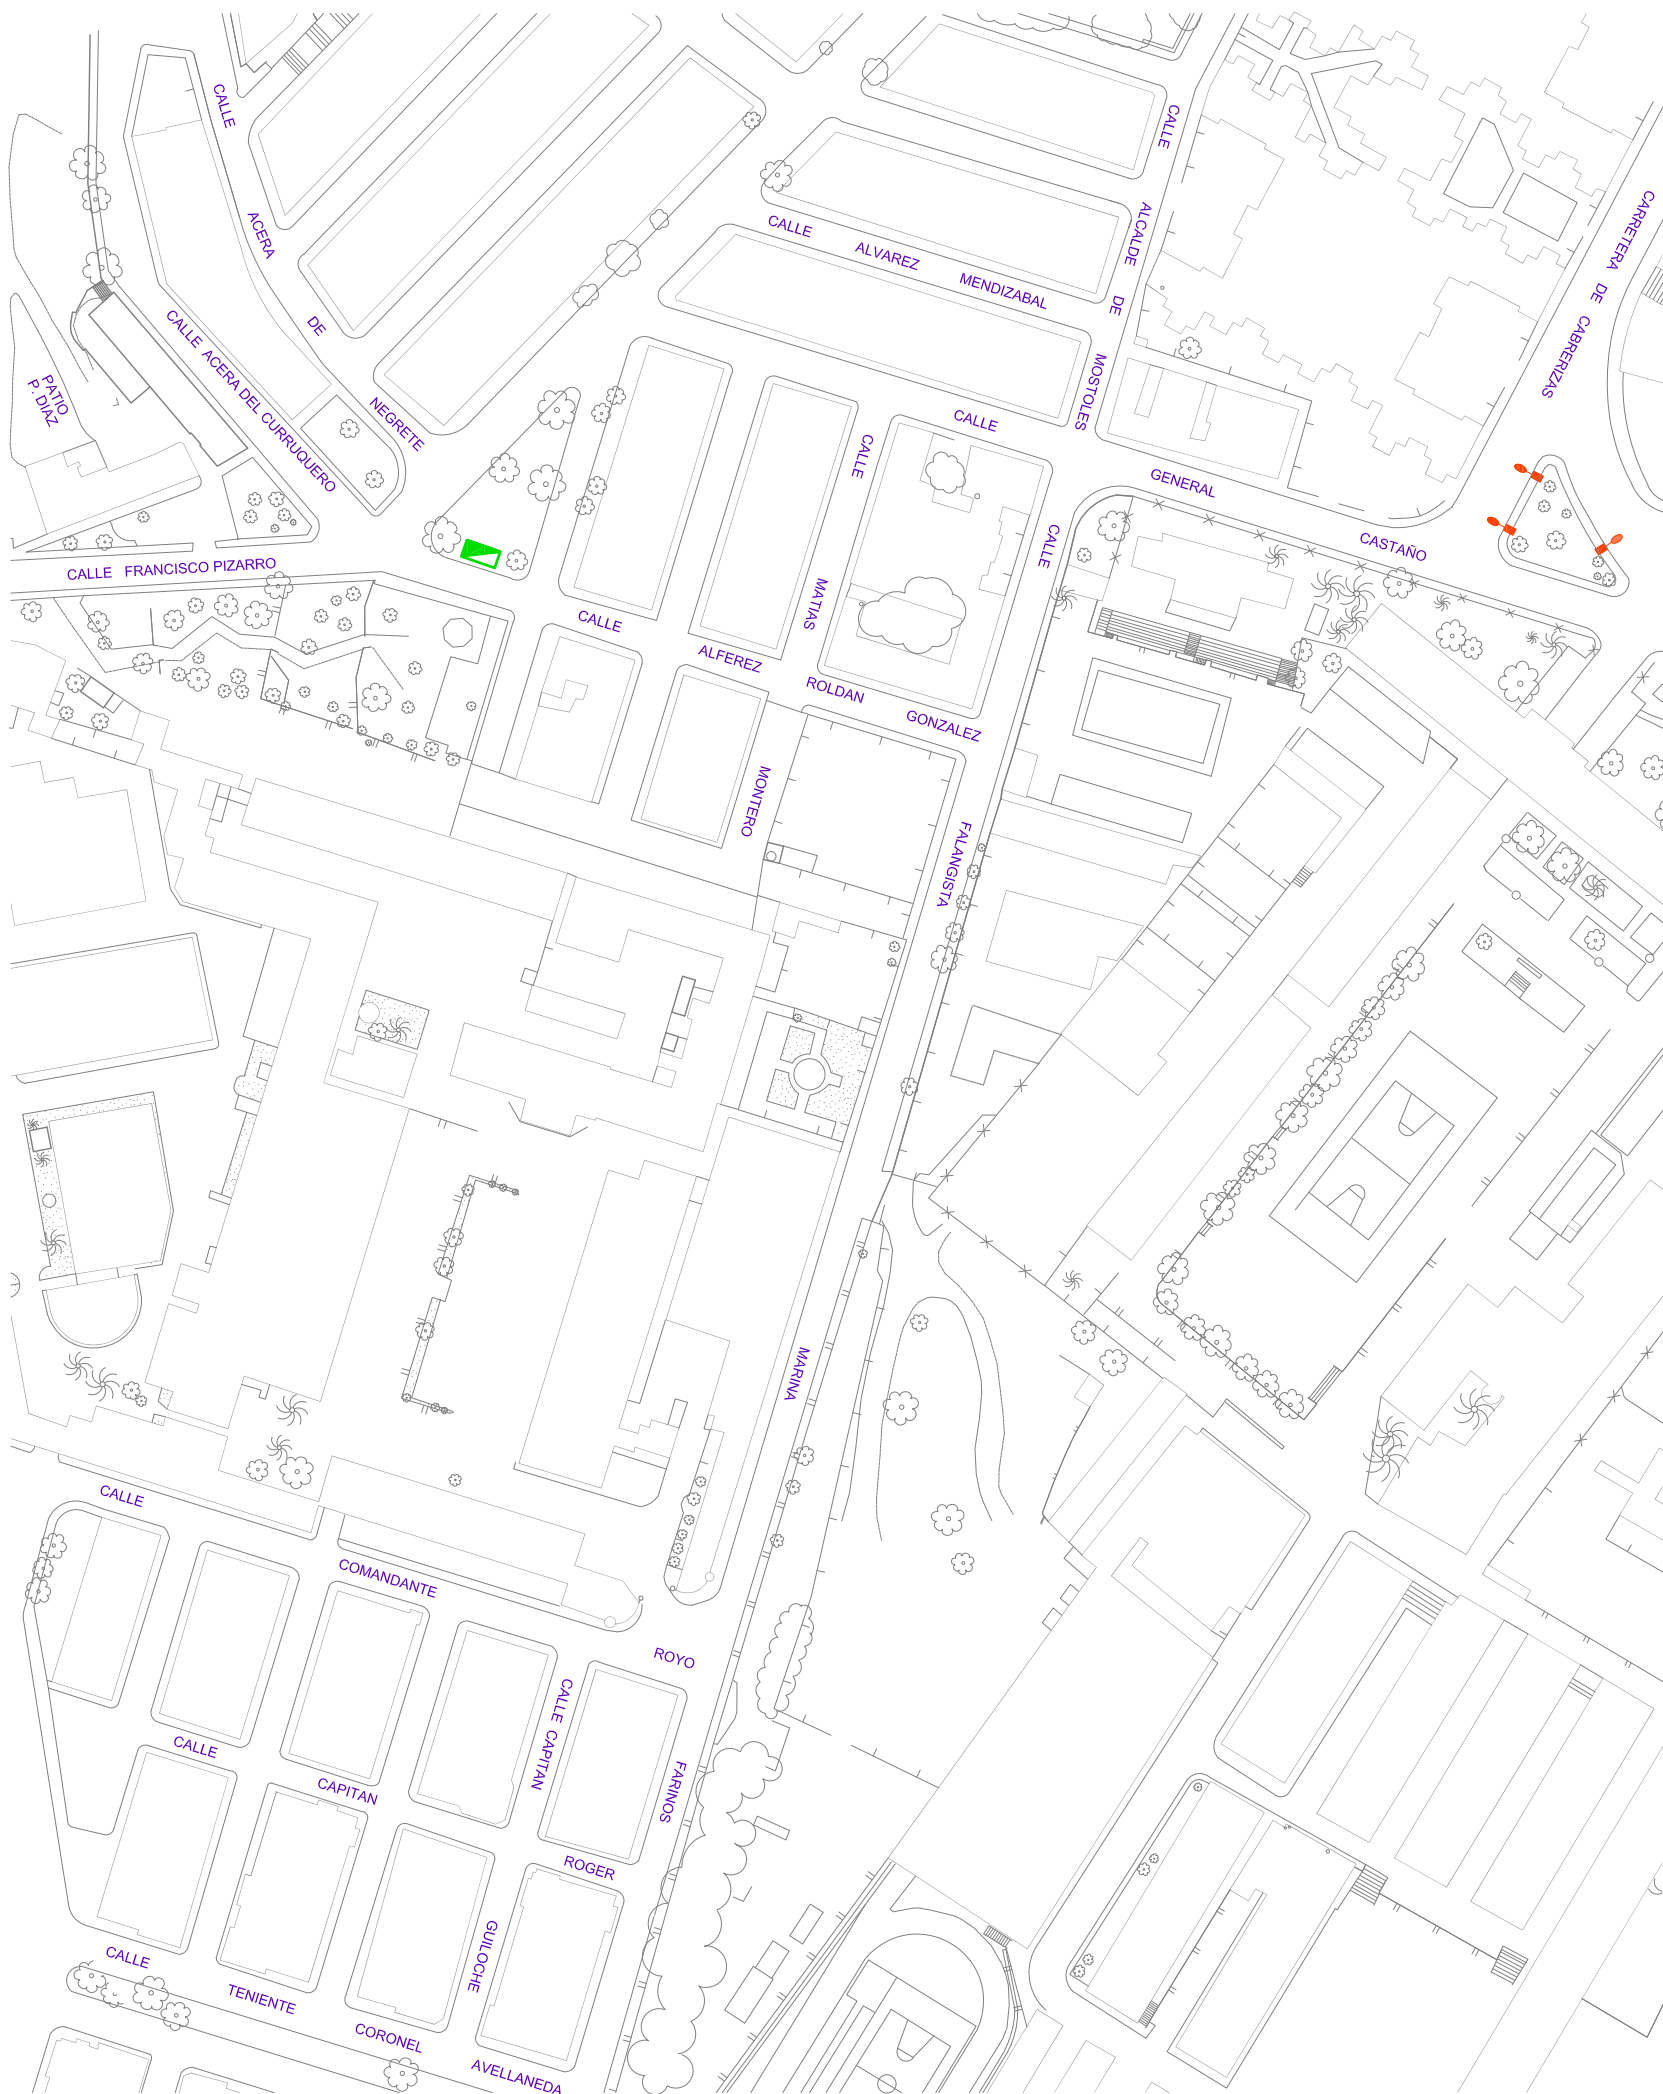 CALLE
ACERA
DE
NEGRETE
CALLE ACERA DEL CURRUQUERO
PATIO
P. DIAZ
CALLE FRANCISCO PIZARRO
CALLE ALVAREZ MENDIZABAL
CALLE
ALCALDE
DE
MOSTOLES
CARRETERA DE CABRERIZAS
CALLE
GENERAL
CASTAÑO
CALLE
MATIAS
MONTERO
CALLE
ALFEREZ
ROLDAN
GONZALEZ
CALLE
FALANGISTA
MARINA
FARINOS
CALLE
COMANDANTE
ROYO
CALLE
CAPITAN
ROGER
CALLE CAPITAN
GUILOCHE
CALLE
TENIENTE
CORONEL
AVELLANEDA